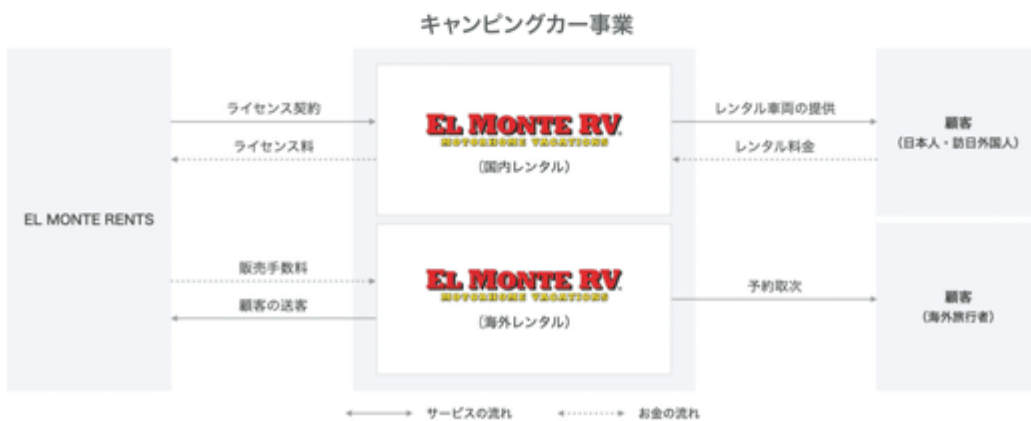 キャンピングカー事業
ライセンス契約
ライセンス料
EL MONTE RENTS
販売手数料
顧客の送客
EL MONTE RV
MOTORHOME VACATIONS
(国内レンタル)
EL MONTE RV
MOTORHOME VACATIONS
(海外レンタル)
レンタル車両の提供
レンタル料金
予約取次
顧客
(日本人・訪日外国人)
顧客
(海外旅行者)
サービスの流れ
お金の流れ